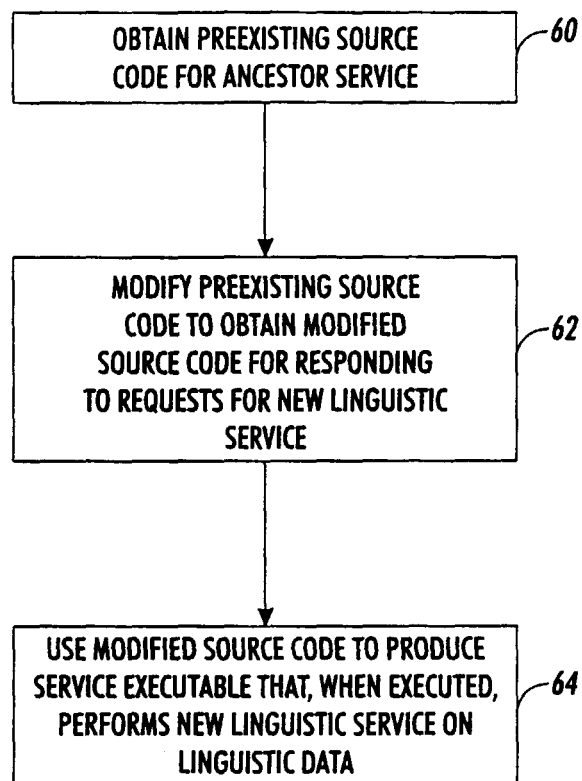 OBTAIN PREEXISTING SOURCE
CODE FOR ANCESTOR SERVICE
60
MODIFY PREEXISTING SOURCE
CODE TO OBTAIN MODIFIED
SOURCE CODE FOR RESPONDING
TO REQUESTS FOR NEW LINGUISTIC
SERVICE
62
USE MODIFIED SOURCE CODE TO PRODUCE
SERVICE EXECUTABLE THAT, WHEN EXECUTED,
PERFORMS NEW LINGUISTIC SERVICE ON
LINGUISTIC DATA
64